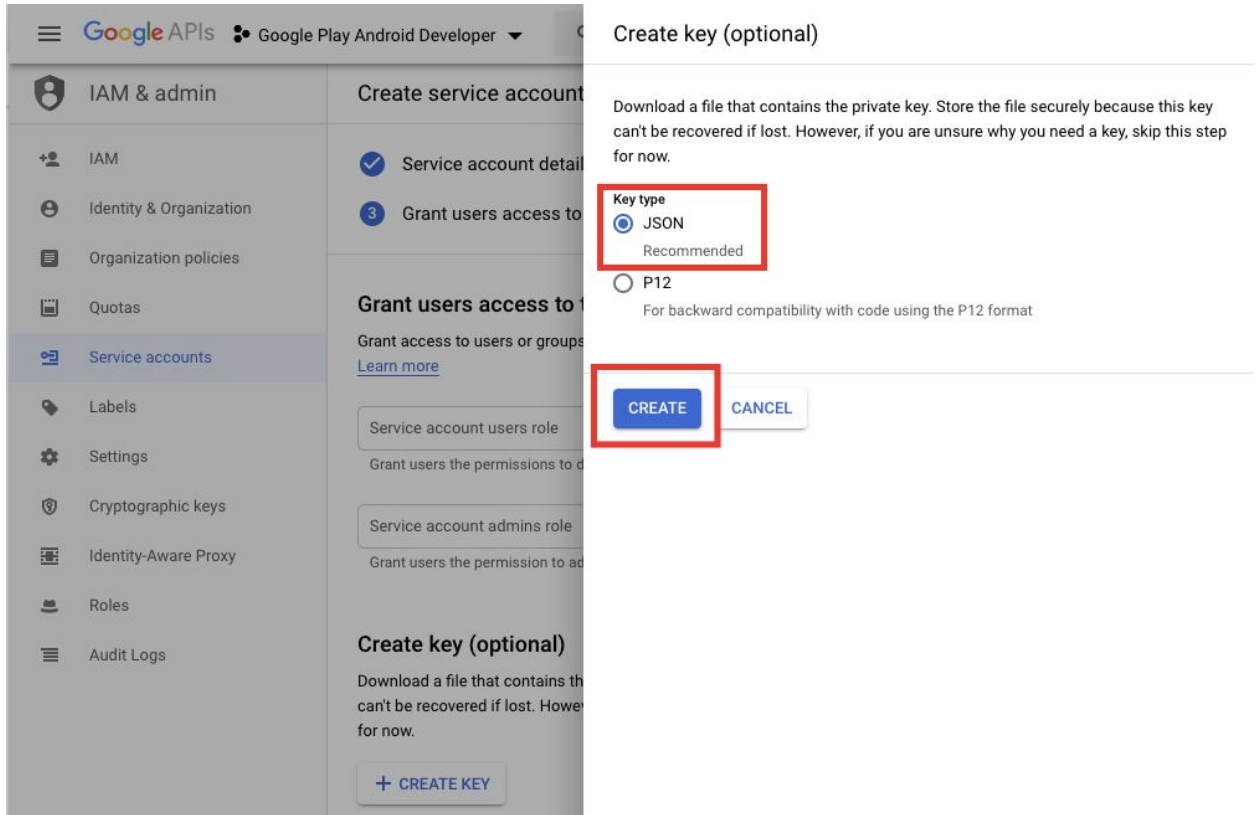 Google APIs
Google Play Android Developer
IAM & admin
IAM
Identity & Organization
Organization policies
Quotas
Service accounts
Labels
Settings
Cryptographic keys
Identity-Aware Proxy
Roles
Audit Logs
Create service account
Service account detail
3 Grant users access to
Grant users access to t
Grant access to users or groups
Learn more
Service account users role
Grant users the permissions to d
Service account admins role
Grant users the permission to ad
Create key (optional)
Download a file that contains th
can't be recovered if lost. Howe
for now.
+ CREATE KEY
Create key (optional)
Download a file that contains the private key. Store the file securely because this key
can't be recovered if lost. However, if you are unsure why you need a key, skip this step
for now.
Key type
JSON
Recommended
P12
For backward compatibility with code using the P12 format
CREATE CANCEL